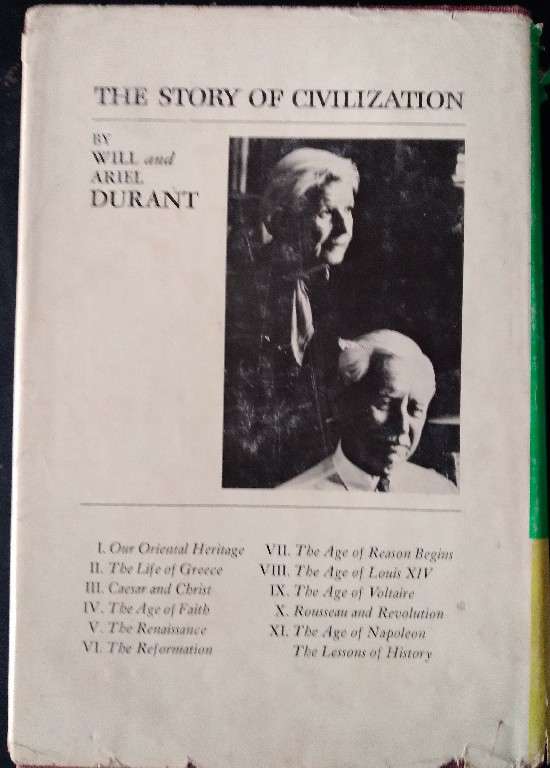 THE STORY OF CIVILIZATION
BY
WILL and
ARIEL
DURANT
I. Our Oriental Heritage
II. The Life of Greece
III. Caesar and Christ
IV. The Age of Faith
V. The Renaissance
VI. The Reformation
VII. The Age of Reason Begins
VIII. The Age of Louis XIV
IX. The Age of Voltaire
X. Rousseau and Revolution
XI. The Age of Napoleon
The Lessons of History